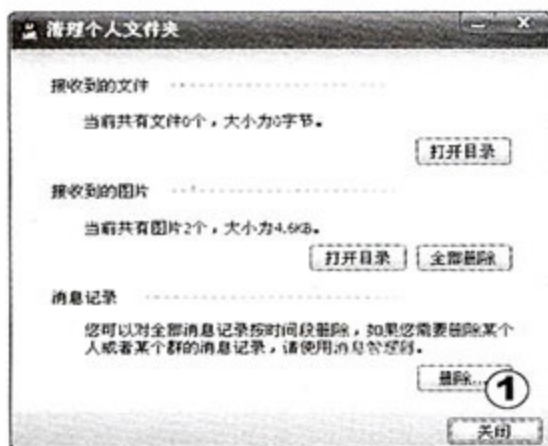 清理个人文件夹
接收到的文件
当前共有文件0个，大小为0字节。
打开目录
接收到的图片
当前共有图片2个，大小为4.6KB。
打开目录 全部删除
消息记录
您可以对全部消息记录按时间段删除，如果您需要删除某个
人或者某个群的消息记录，请使用消息管理器。
删除... 1
关闭